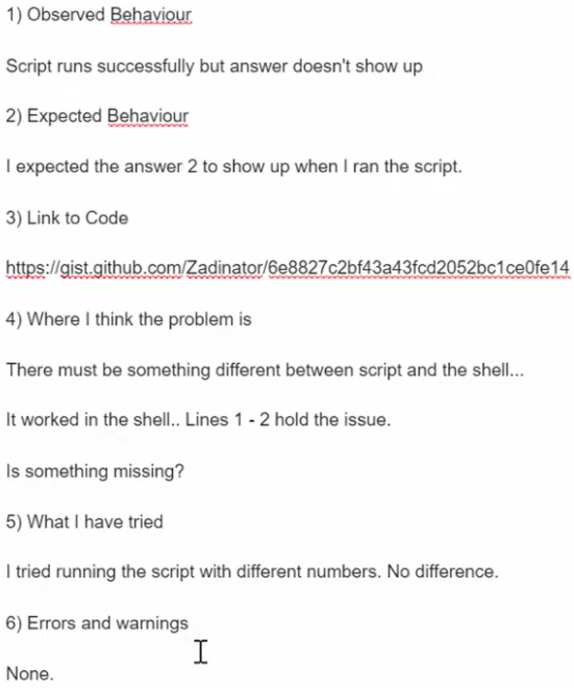 1) Observed Behaviour
Script runs successfully but answer doesn't show up
2) Expected Behaviour
I expected the answer 2 to show up when I ran the script.
3) Link to Code
https://gist.github.com/Zadinator/6e8827c2bf43a43fcd2052bc1ce0fe14
4) Where I think the problem is
There must be something different between script and the shell...
It worked in the shell.. Lines 1 - 2 hold the issue.
Is something missing?
5) What I have tried
I tried running the script with different numbers. No difference.
6) Errors and warnings
None.